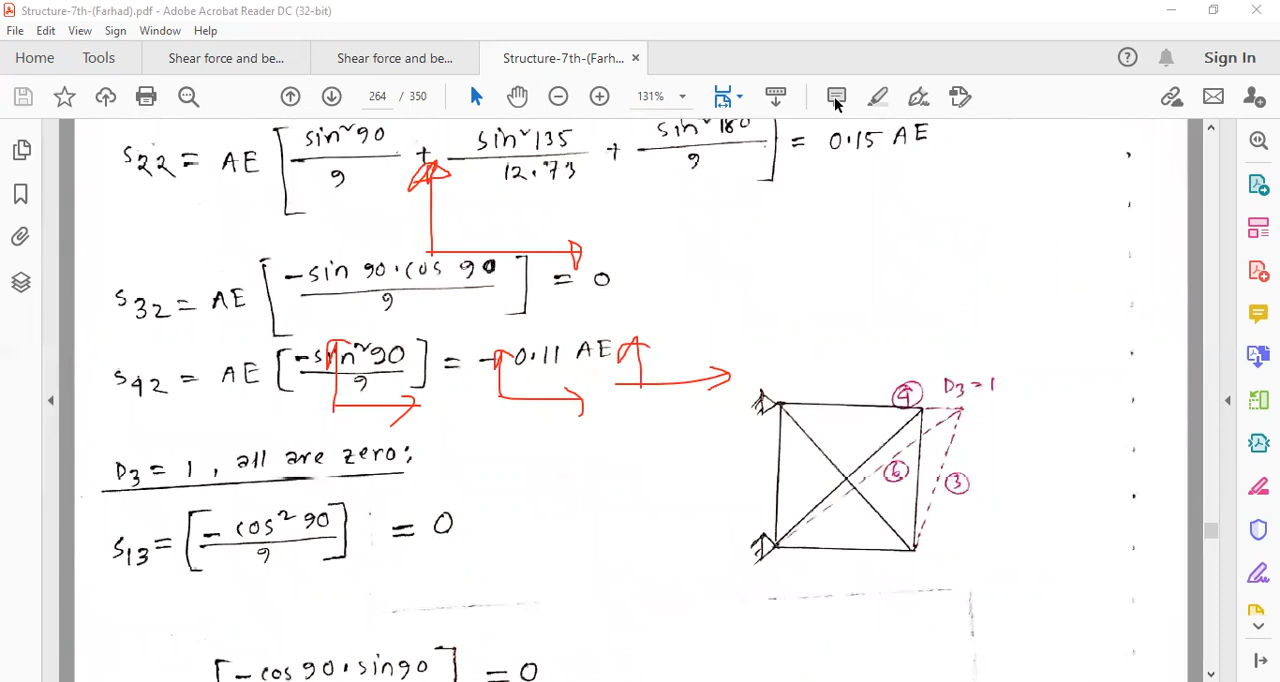 Structure-7th-(Farhad).pdf - Adobe Acrobat Reader DC (32-bit)
File Edit View Sign Window Help
Home Tools Shear force and be... Shear force and be... Structure-7th-(Farh... × Sign In
264 / 350 131%
S22 = AE [ sin²90 / 9 + sin²135 / 12.73 + sin²180 / 9 ] = 0.15 AE
S32 = AE [ -sin 90.cos 90 / 9 ] = 0
S42 = AE [ -sin²90 / 9 ] = - 0.11 AE
④ D3 = 1
⑥ ③
D3 = 1, all are zero:
S13 = [ - cos² 90 / 9 ] = 0
[ - cos 90. sin 90 ] = 0